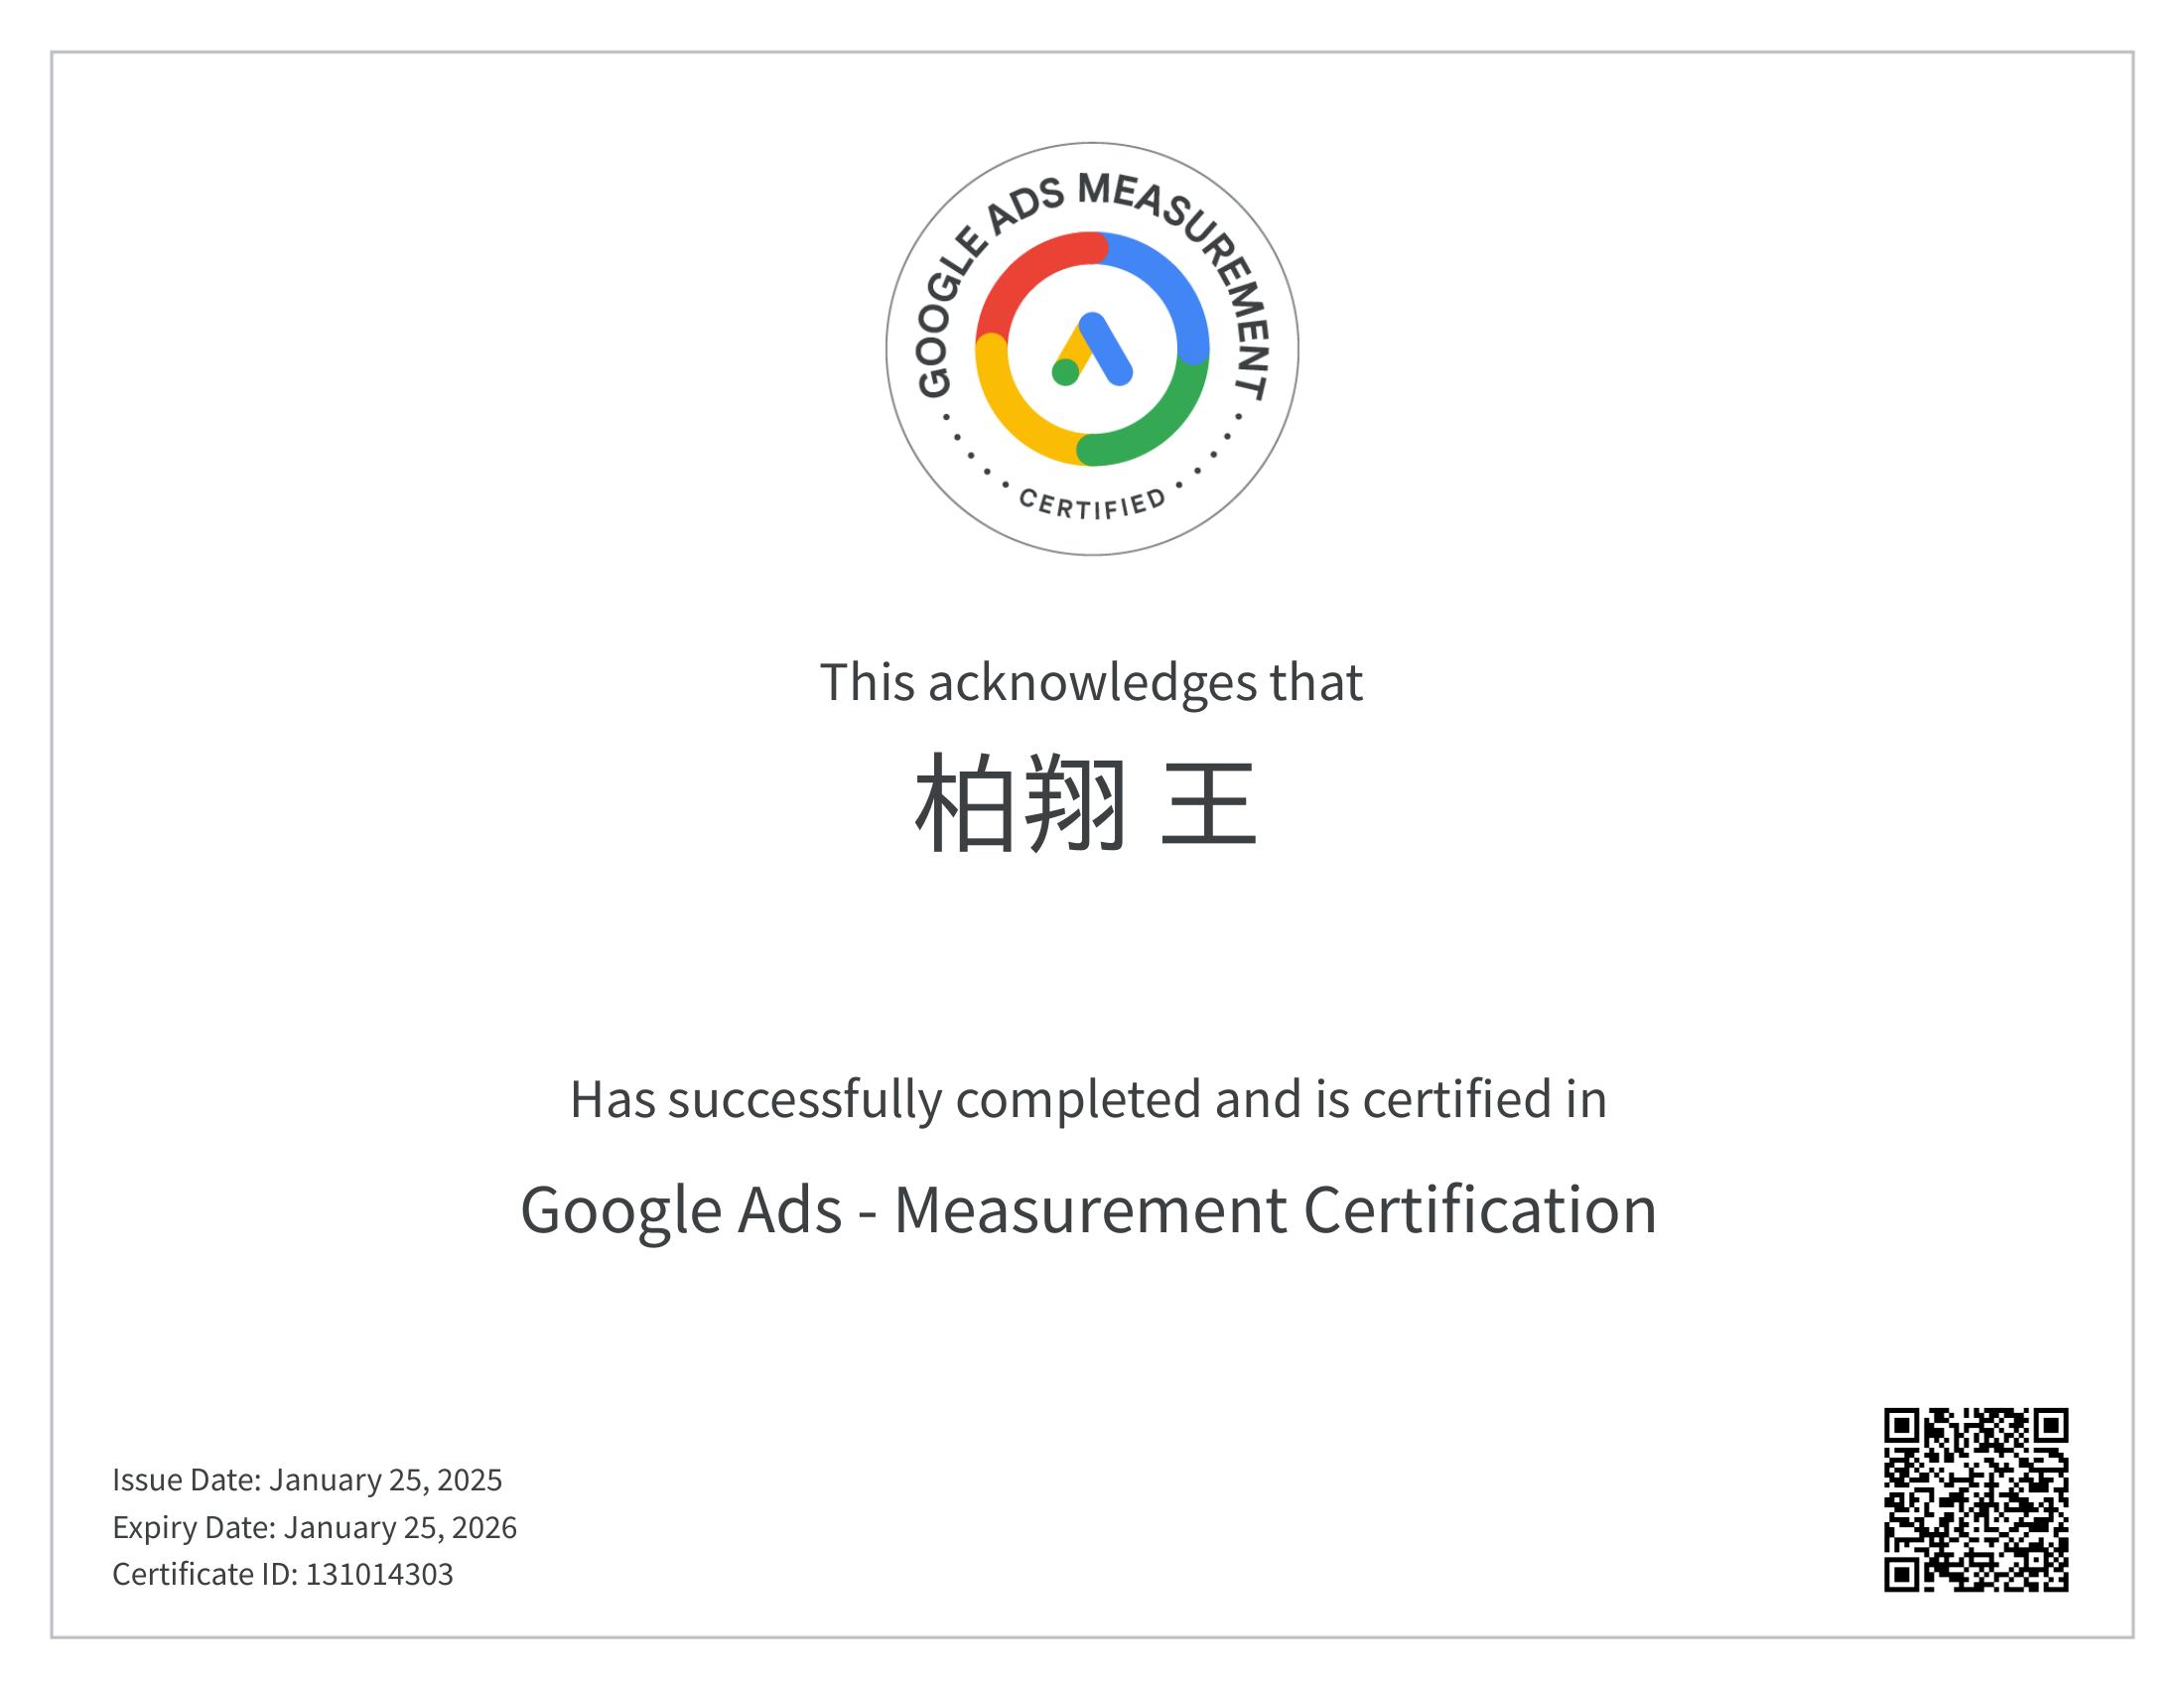 GOOGLE ADS MEASUREMENT
CERTIFIED
This acknowledges that
柏翔 王
Has successfully completed and is certified in
Google Ads - Measurement Certification
Issue Date: January 25, 2025
Expiry Date: January 25, 2026
Certificate ID: 131014303